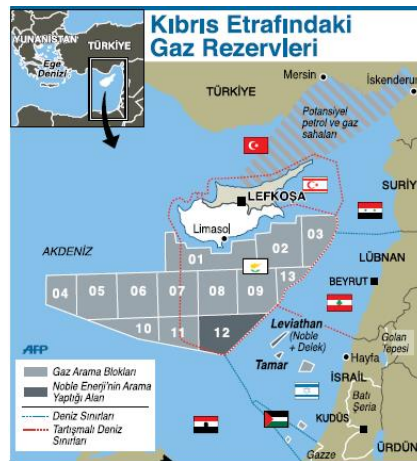 Kıbrıs Etrafındaki
Gaz Rezervleri
YUNANİSTAN
TÜRKİYE
Ege
Denizi
Mersin
İskenderun
TÜRKİYE
Potansiyel
petrol ve gaz
sahaları
LEFKOŞA
SURİY
Limasol
AKDENİZ
01
02
03
LÜBNAN
04
05
06
07
08
09
13
BEYRUT
10
11
12
Leviathan
(Noble
+ Delek)
Golan
Tepesi
Tamar
Hayfa
AFP
İSRAİL
Gaz Arama Blokları
Noble Enerji'nin Arama
Yaptığı Alan
Deniz Sınırları
Tartışmalı Deniz
Sınırları
Batı
Şeria
KUDÜS
Gazze
ÜRDÜN